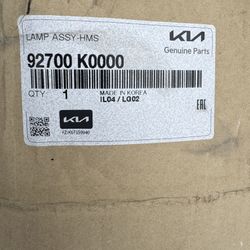 LAMP ASSY-HMS
KIA
Genuine Parts
92700 K0000
QTY 1
MADE IN KOREA
IL04 / LG02
EAC
KIA